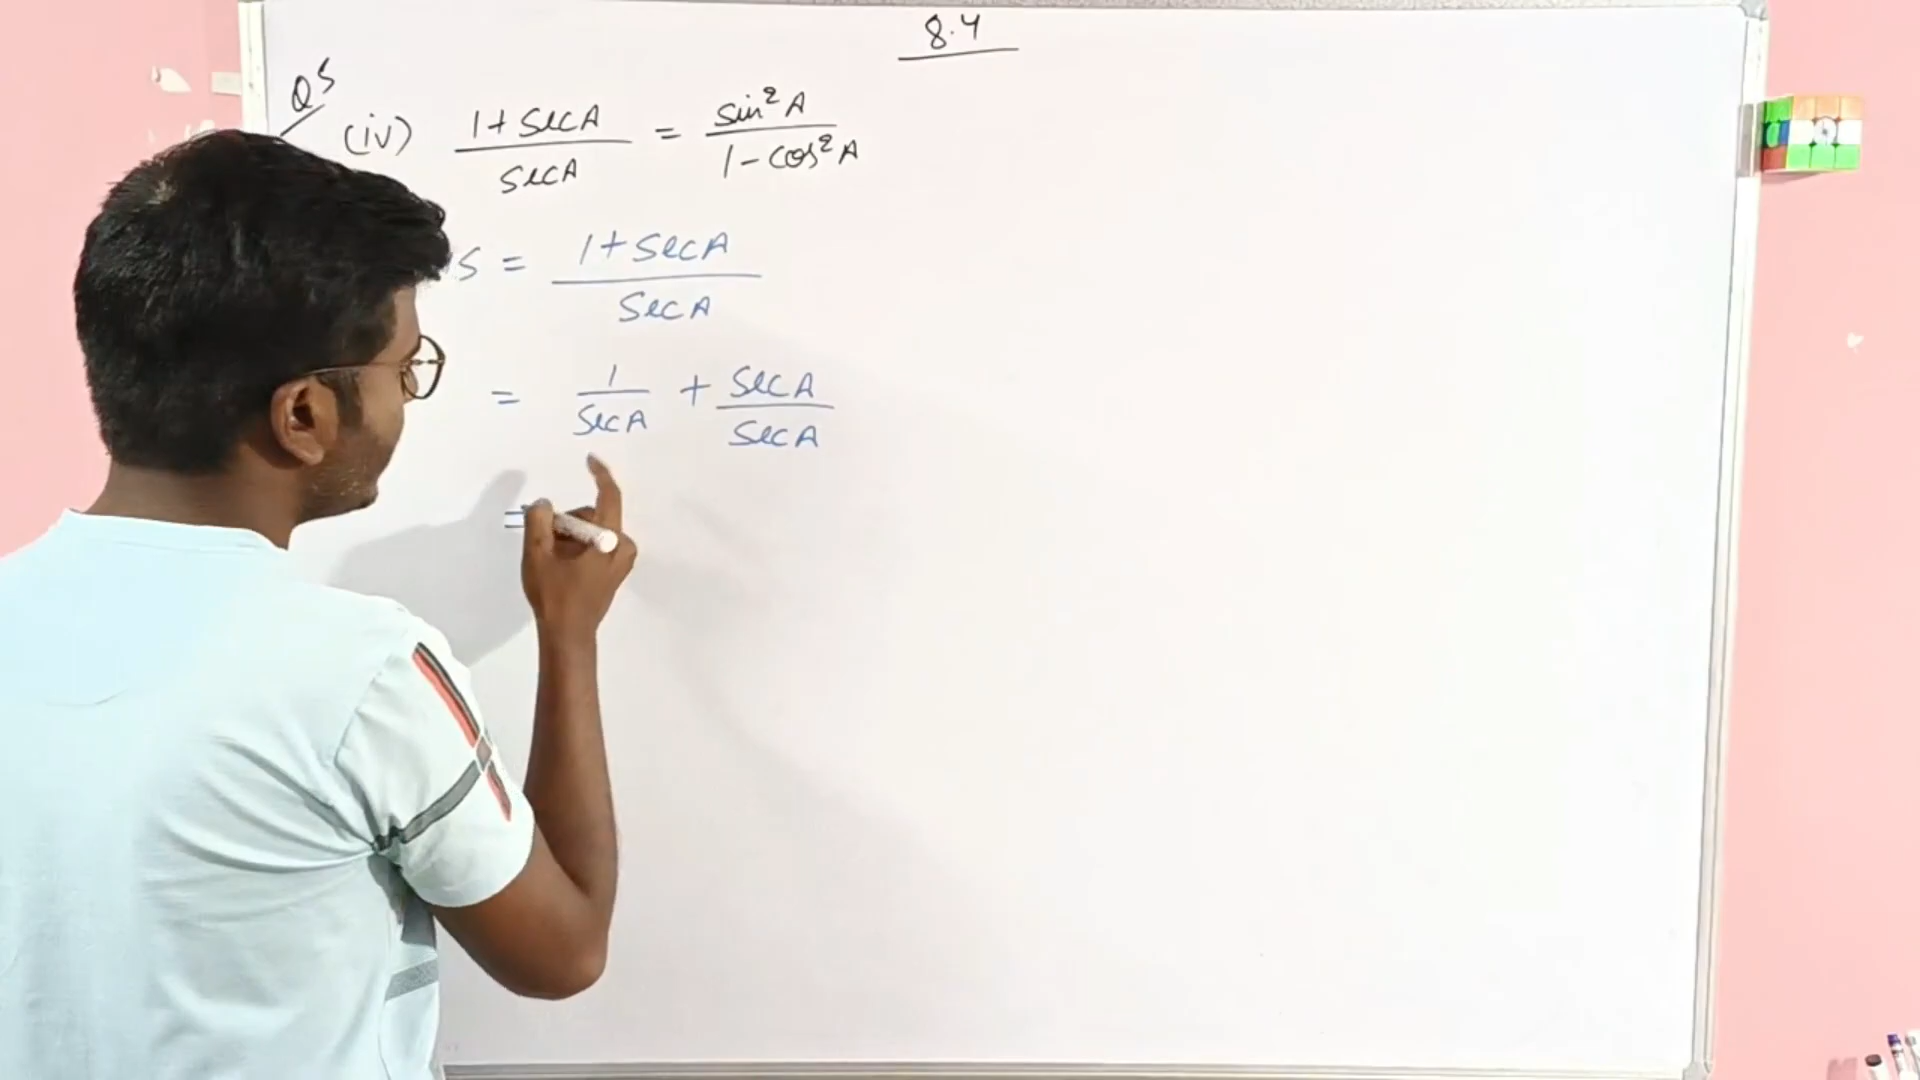 8.4
Q5
(iv) 1+secA / secA = sin²A / 1-cos²A
S = 1+secA / secA
= 1/secA + secA/secA
=